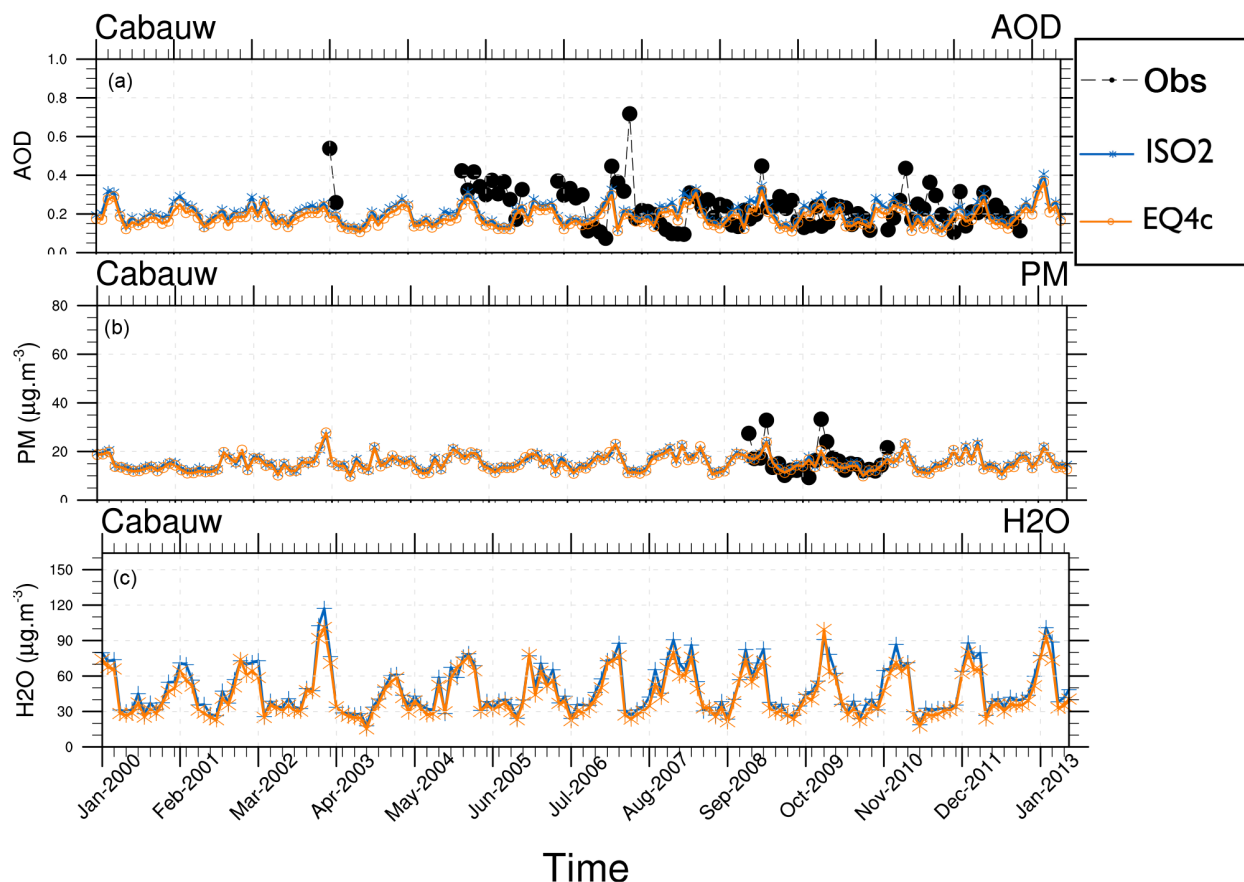 Cabauw AOD
Obs
ISO2
EQ4c
(a)
AOD
1.0
0.8
0.6
0.4
0.2
0.0
Cabauw PM
(b)
PM (µg.m-3)
80
60
40
20
0
Cabauw H2O
(c)
H2O (µg.m-3)
150
120
90
60
30
0
Jan-2000 Feb-2001 Mar-2002 Apr-2003 May-2004 Jun-2005 Jul-2006 Aug-2007 Sep-2008 Oct-2009 Nov-2010 Dec-2011 Jan-2013
Time